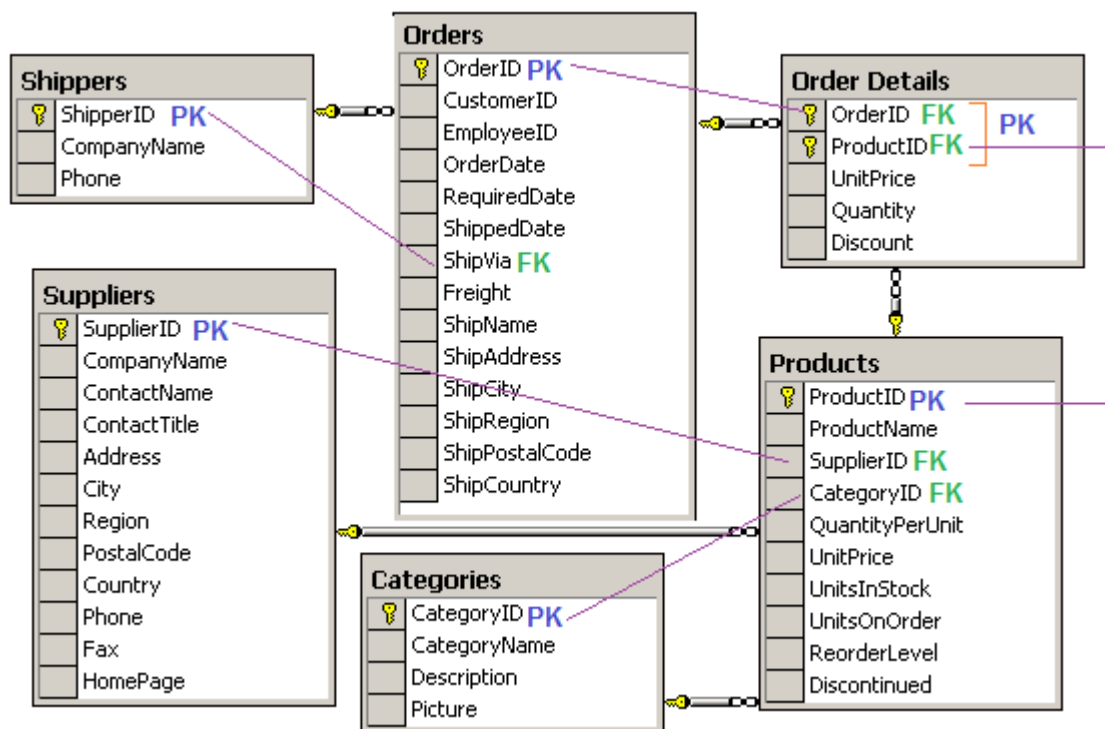 Shippers
ShipperID PK
CompanyName
Phone
Orders
OrderID PK
CustomerID
EmployeeID
OrderDate
RequiredDate
ShippedDate
ShipVia FK
Freight
ShipName
ShipAddress
ShipCity
ShipRegion
ShipPostalCode
ShipCountry
Order Details
OrderID FK
PK
ProductID FK
UnitPrice
Quantity
Discount
Suppliers
SupplierID PK
CompanyName
ContactName
ContactTitle
Address
City
Region
PostalCode
Country
Phone
Fax
HomePage
Categories
CategoryID PK
CategoryName
Description
Picture
Products
ProductID PK
ProductName
SupplierID FK
CategoryID FK
QuantityPerUnit
UnitPrice
UnitsInStock
UnitsOnOrder
ReorderLevel
Discontinued